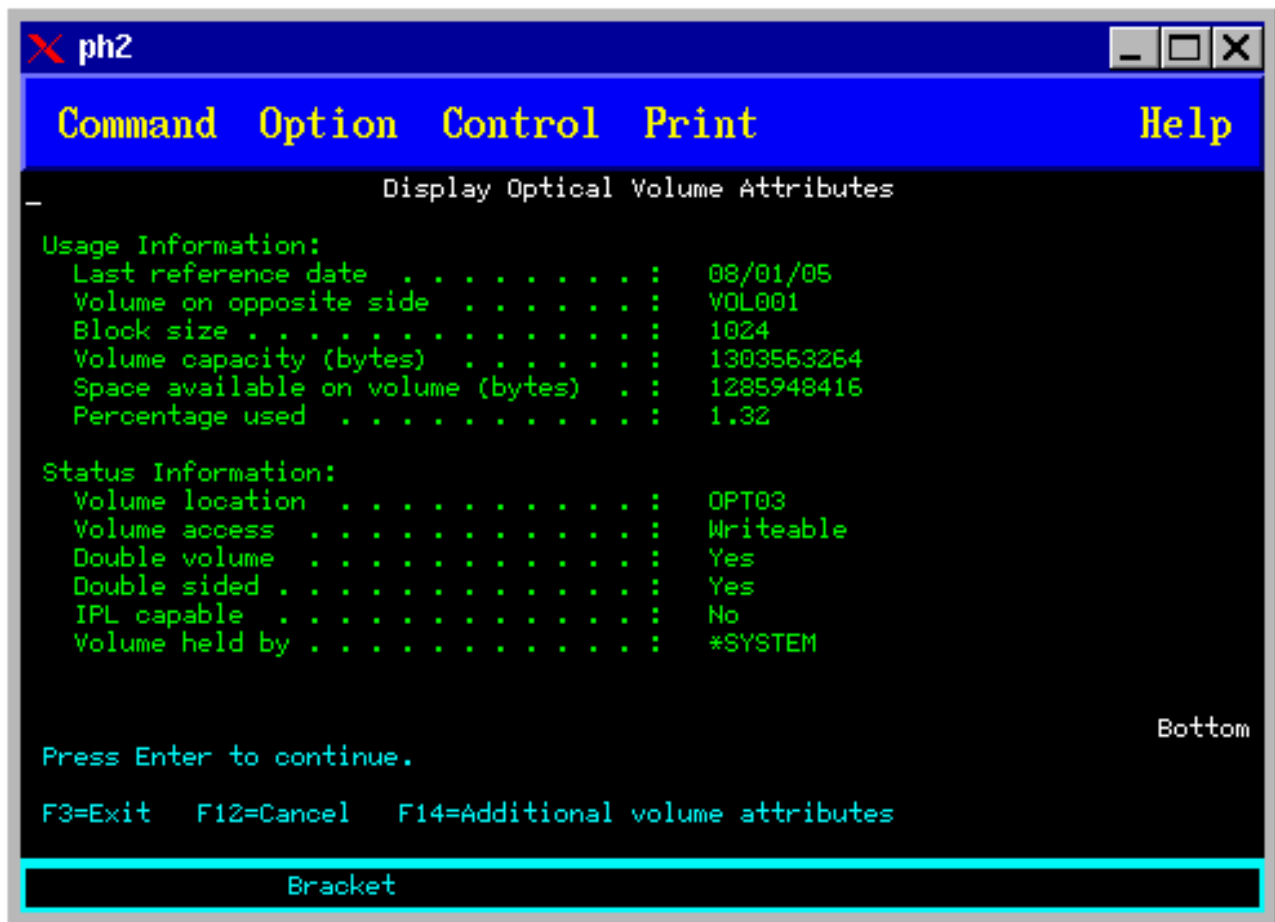 ph2
Command Option Control Print Help
Display Optical Volume Attributes
Usage Information:
Last reference date . . . . . . . . : 08/01/05
Volume on opposite side . . . . . . : VOL001
Block size . . . . . . . . . . . . . : 1024
Volume capacity (bytes) . . . . . . : 1303563264
Space available on volume (bytes) . : 1285948416
Percentage used . . . . . . . . . . : 1.32
Status Information:
Volume location . . . . . . . . . . : OPT03
Volume access . . . . . . . . . . . : Writeable
Double volume . . . . . . . . . . . : Yes
Double sided . . . . . . . . . . . . : Yes
IPL capable . . . . . . . . . . . . : No
Volume held by . . . . . . . . . . . : *SYSTEM
Bottom
Press Enter to continue.
F3=Exit F12=Cancel F14=Additional volume attributes
Bracket